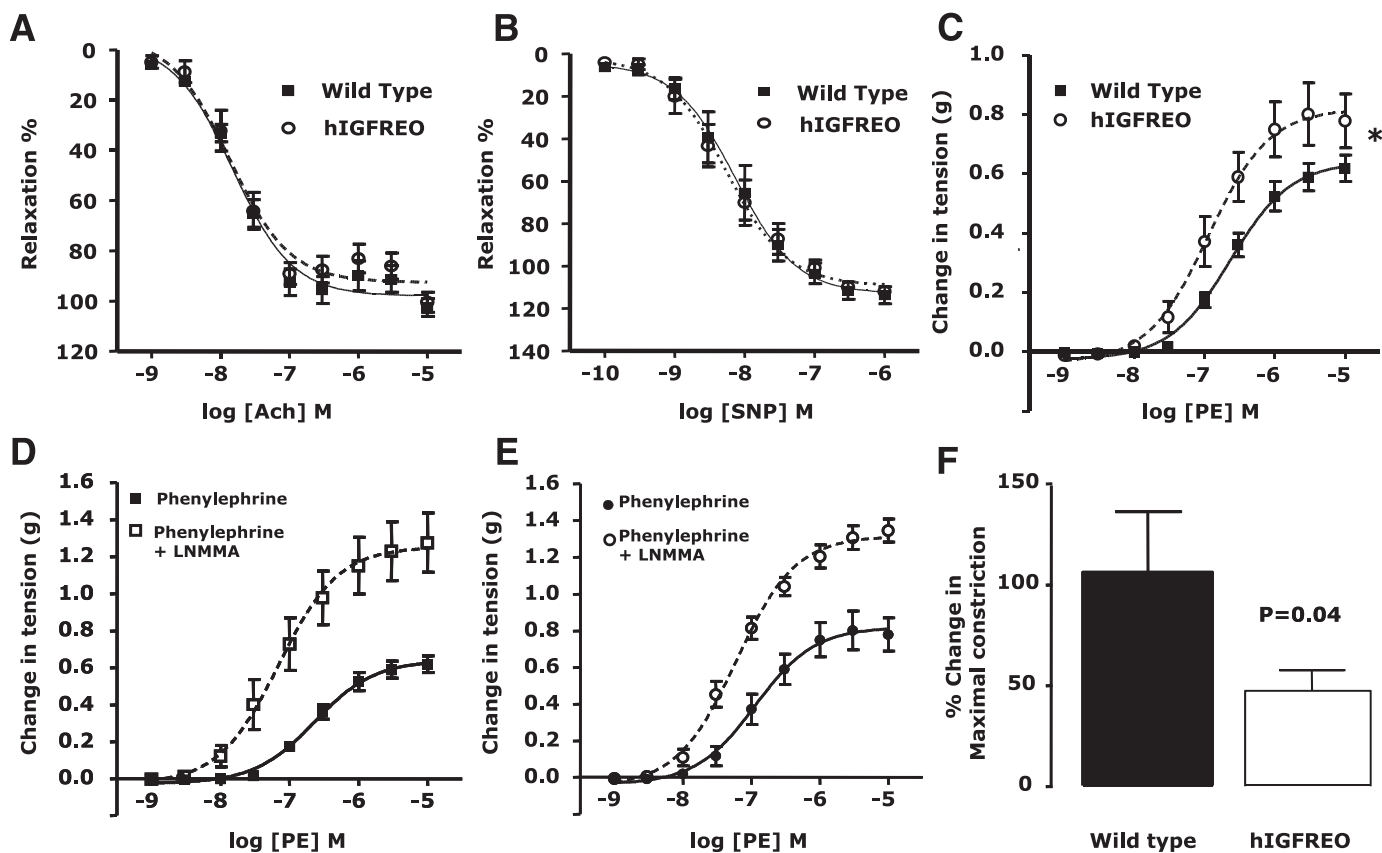 A
0
20
40
60
80
100
120
Relaxation %
Wild Type
hIGFREO
-9
-8
-7
-6
-5
log [Ach] M
B
0
20
40
60
80
100
120
140
Relaxation %
Wild Type
hIGFREO
-10
-9
-8
-7
-6
log [SNP] M
C
1.0
0.8
0.6
0.4
0.2
0.0
Change in tension (g)
Wild Type
hIGFREO
*
-9
-8
-7
-6
-5
log [PE] M
D
1.6
1.4
1.2
1.0
0.8
0.6
0.4
0.2
0.0
Change in tension (g)
Phenylephrine
Phenylephrine
+ LNMMA
-9
-8
-7
-6
-5
log [PE] M
E
1.6
1.4
1.2
1.0
0.8
0.6
0.4
0.2
0.0
Change in tension (g)
Phenylephrine
Phenylephrine
+ LNMMA
-9
-8
-7
-6
-5
log [PE] M
F
150
100
50
0
% Change in
Maximal constriction
P=0.04
Wild type
hIGFREO